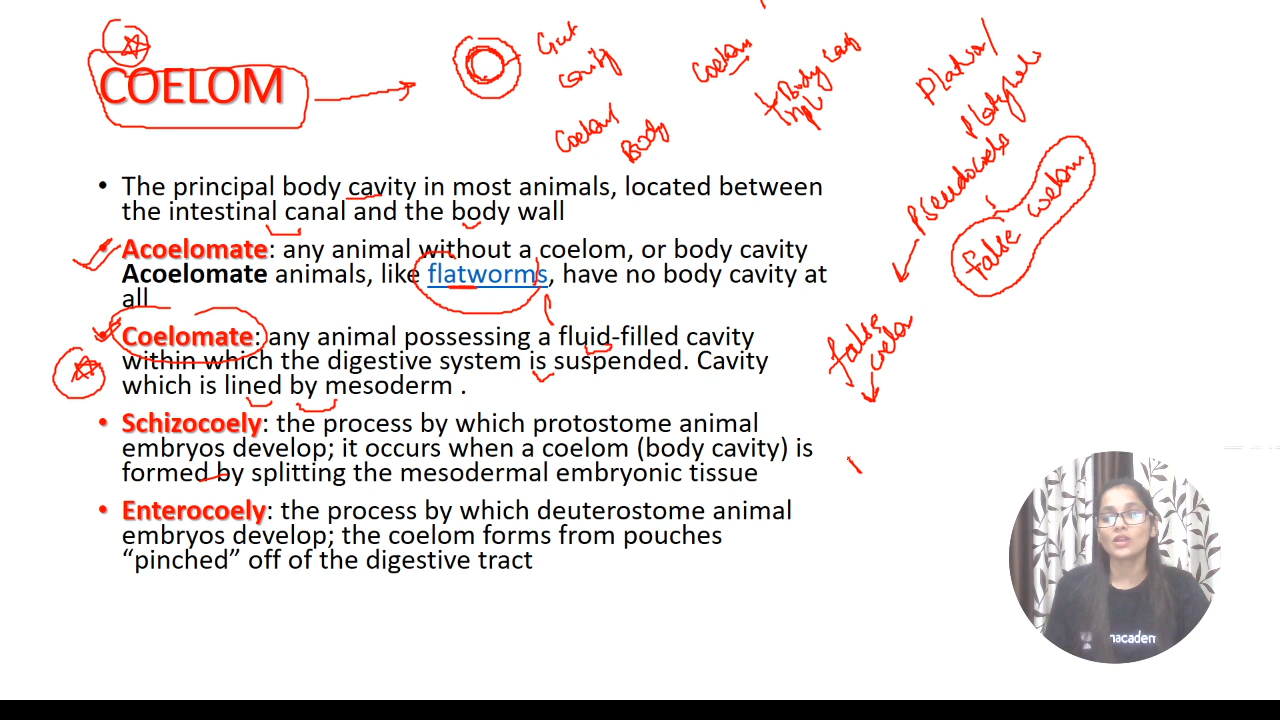 COELOM
Gut
cavity
Coelom
Body
Coelom
Body cavity
Pseudocoelo
false coelom
false
coelom
• The principal body cavity in most animals, located between
the intestinal canal and the body wall
• Acoelomate: any animal without a coelom, or body cavity
Acoelomate animals, like flatworms, have no body cavity at
all
• Coelomate: any animal possessing a fluid-filled cavity
within which the digestive system is suspended. Cavity
which is lined by mesoderm .
• Schizocoely: the process by which protostome animal
embryos develop; it occurs when a coelom (body cavity) is
formed by splitting the mesodermal embryonic tissue
• Enterocoely: the process by which deuterostome animal
embryos develop; the coelom forms from pouches
“pinched” off of the digestive tract
nacadem